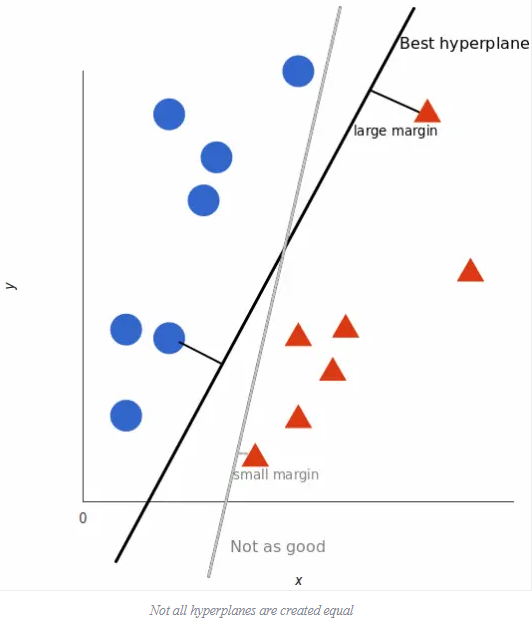 Best hyperplane
large margin
y
small margin
0
Not as good
x
Not all hyperplanes are created equal